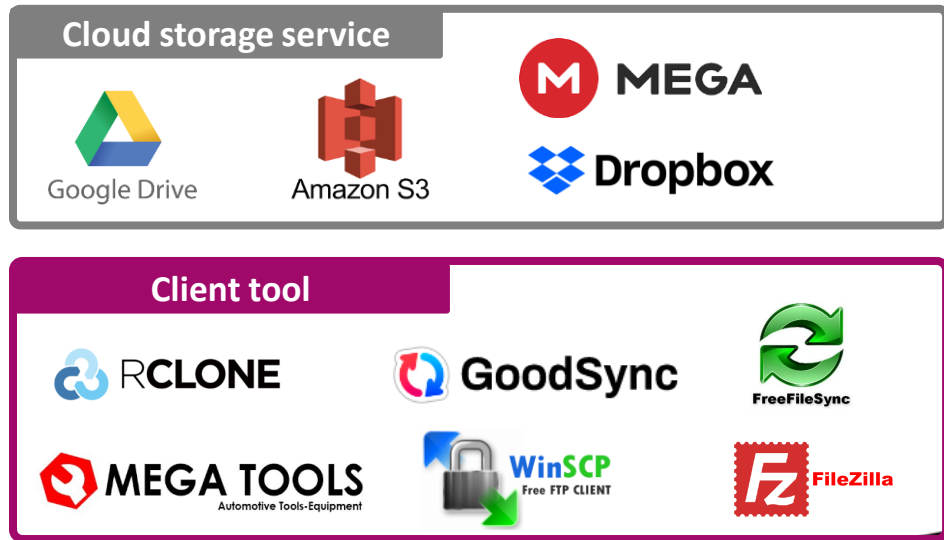 Cloud storage service
M MEGA
Google Drive
Amazon S3
Dropbox
Client tool
RCLONE
GoodSync
FreeFileSync
MEGA TOOLS
Automotive Tools-Equipment
WinSCP
Free FTP CLIENT
FZ FileZilla